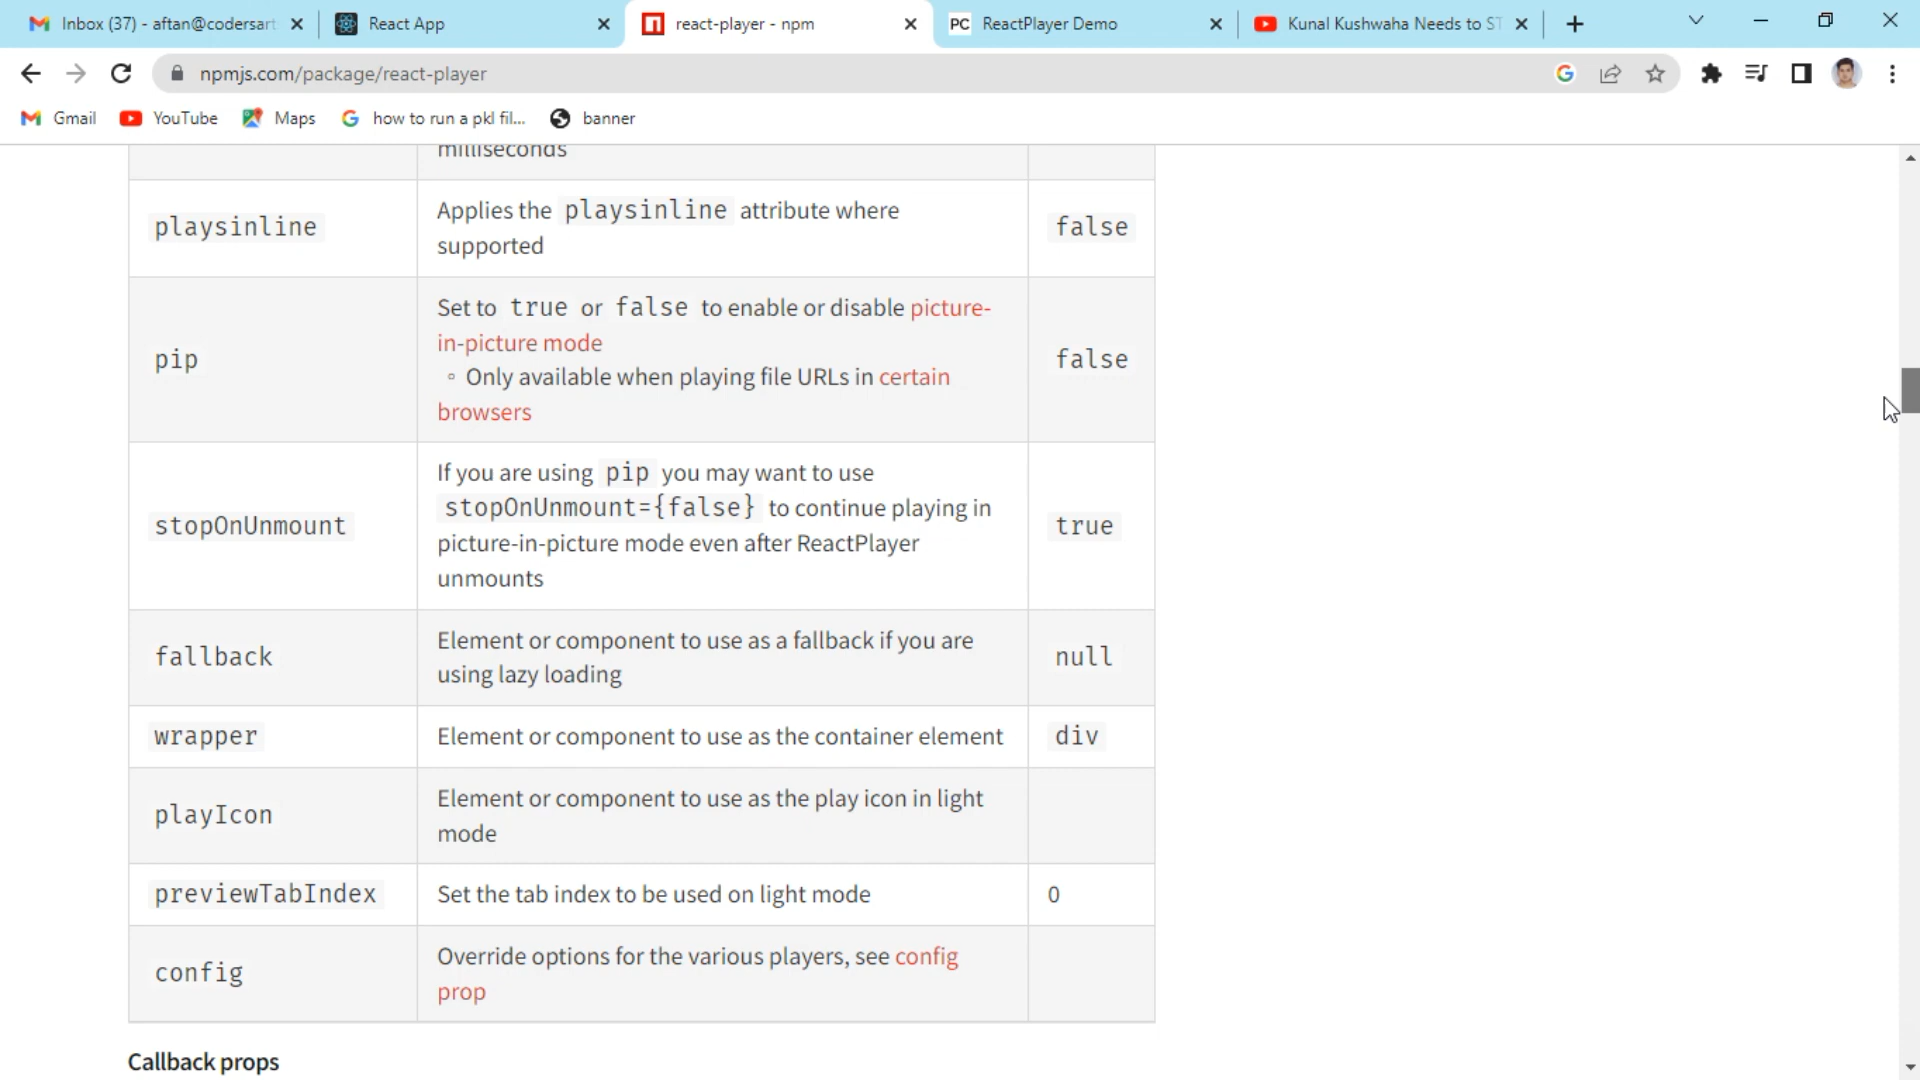 Inbox (37) - aftan@codersart
React App
react-player - npm
PC ReactPlayer Demo
Kunal Kushwaha Needs to ST
npmjs.com/package/react-player
Gmail
YouTube
Maps
how to run a pkl fil...
banner
milliseconds
playsinline
Applies the playsinline attribute where
supported
false
pip
Set to true or false to enable or disable picture-
in-picture mode
◦ Only available when playing file URLs in certain
browsers
false
stopOnUnmount
If you are using pip you may want to use
stopOnUnmount={false} to continue playing in
picture-in-picture mode even after ReactPlayer
unmounts
true
fallback
Element or component to use as a fallback if you are
using lazy loading
null
wrapper
Element or component to use as the container element
div
playIcon
Element or component to use as the play icon in light
mode
previewTabIndex
Set the tab index to be used on light mode
0
config
Override options for the various players, see config
prop
Callback props